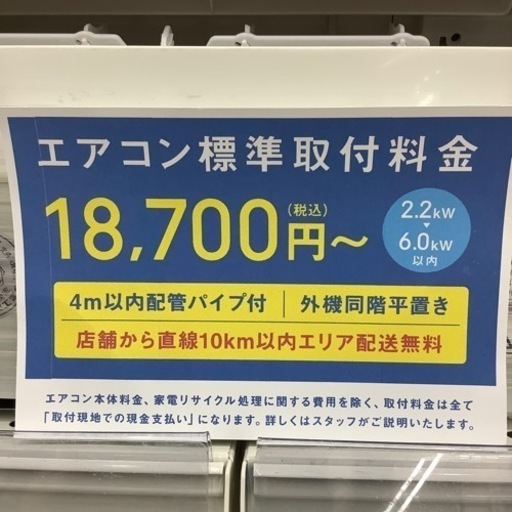 エアコン標準取付料金
18,700円～
(税込)
2.2kW
▼
6.0kW
以内
4m以内配管パイプ付 | 外機同階平置き
店舗から直線10km以内エリア配送無料
エアコン本体料金、家電リサイクル処理に関する費用を除く、取付料金は全て
「取付現地での現金支払い」になります。詳しくはスタッフがご説明いたします。